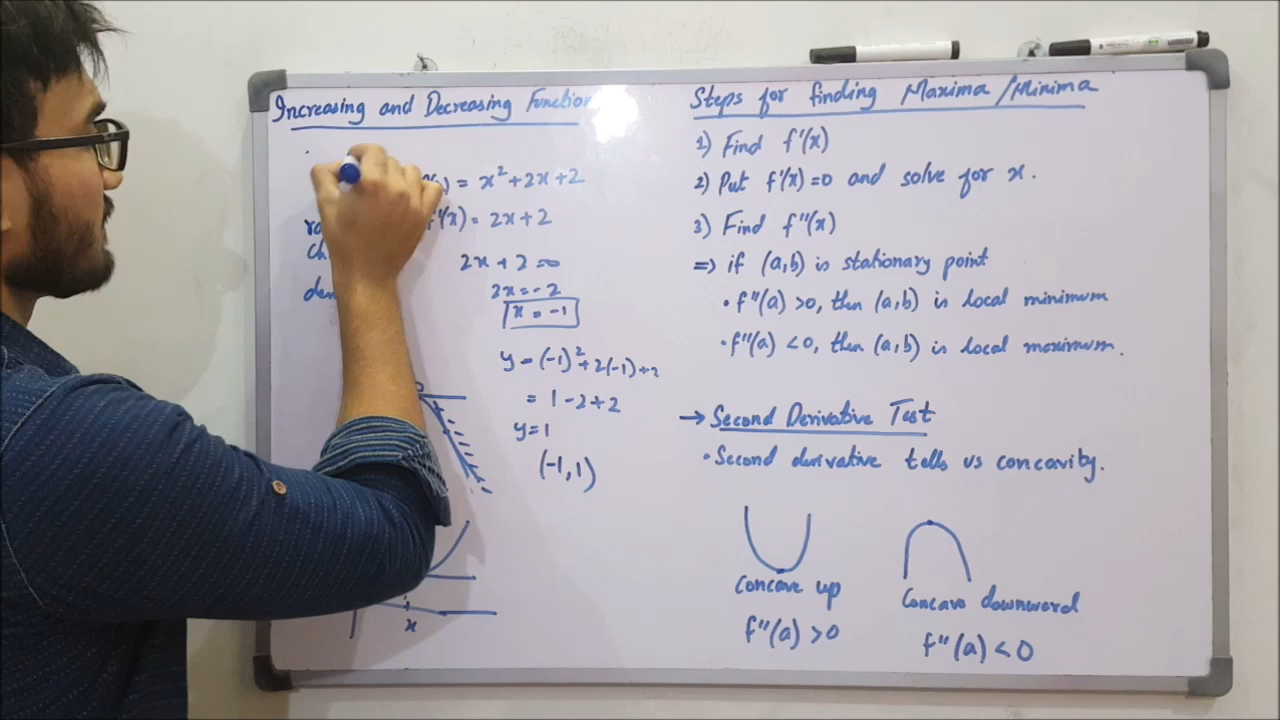 Increasing and Decreasing Function
= x² + 2x + 2
f'(x) = 2x + 2
2x + 2 = 0
2x = -2
x = -1
y = (-1)² + 2(-1) + 2
= 1 - 2 + 2
y = 1
(-1, 1)
x
Steps for finding Maxima / Minima
1) Find f'(x)
2) Put f'(x) = 0 and solve for x.
3) Find f''(x)
=> if (a,b) is stationary point
• f''(a) > 0, then (a,b) is local minimum
• f''(a) < 0, then (a,b) is local maximum.
→ Second Derivative Test
• Second derivative tells us concavity.
Concave up
f''(a) > 0
Concave downward
f''(a) < 0